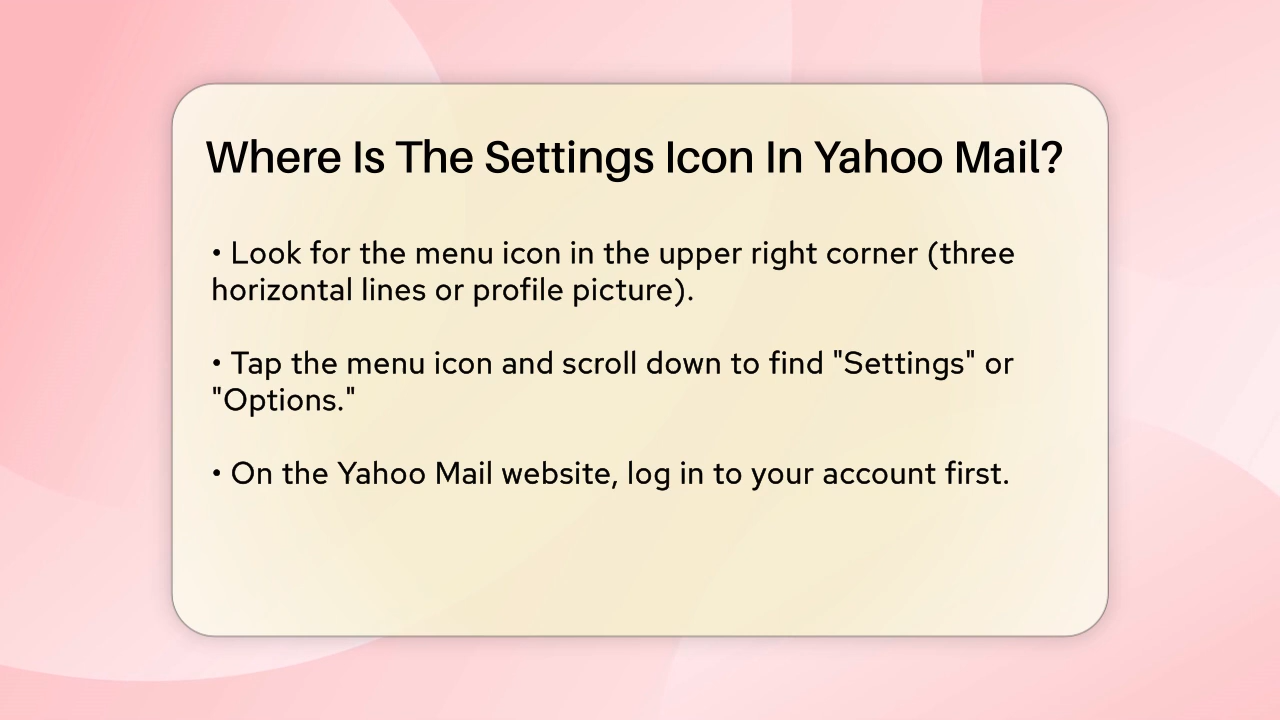 Where Is The Settings Icon In Yahoo Mail?
• Look for the menu icon in the upper right corner (three
horizontal lines or profile picture).
• Tap the menu icon and scroll down to find "Settings" or
"Options."
• On the Yahoo Mail website, log in to your account first.